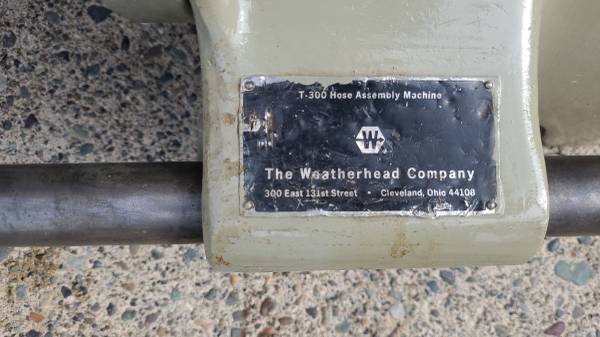 T-300 Hose Assembly Machine
W
The Weatherhead Company
300 East 131st Street • Cleveland, Ohio 44108